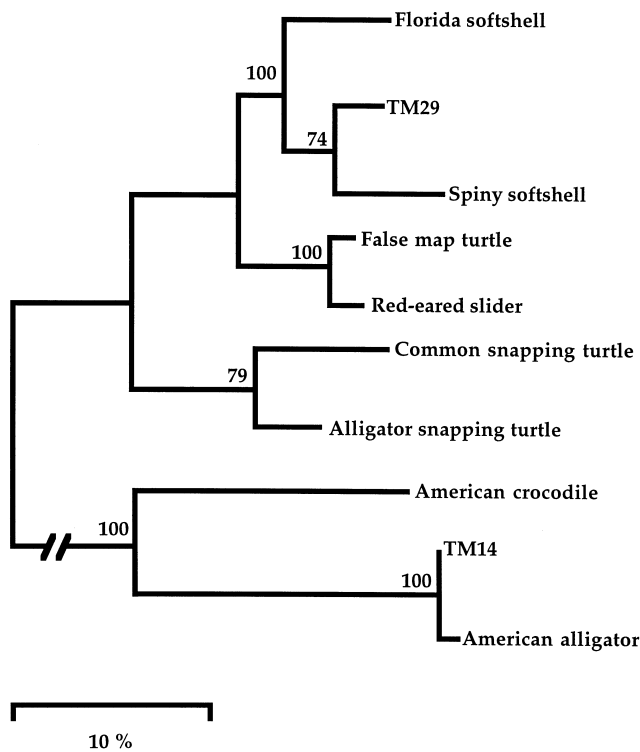 Florida softshell
100
TM29
74
Spiny softshell
False map turtle
100
Red-eared slider
Common snapping turtle
79
Alligator snapping turtle
American crocodile
100
TM14
100
American alligator
10 %